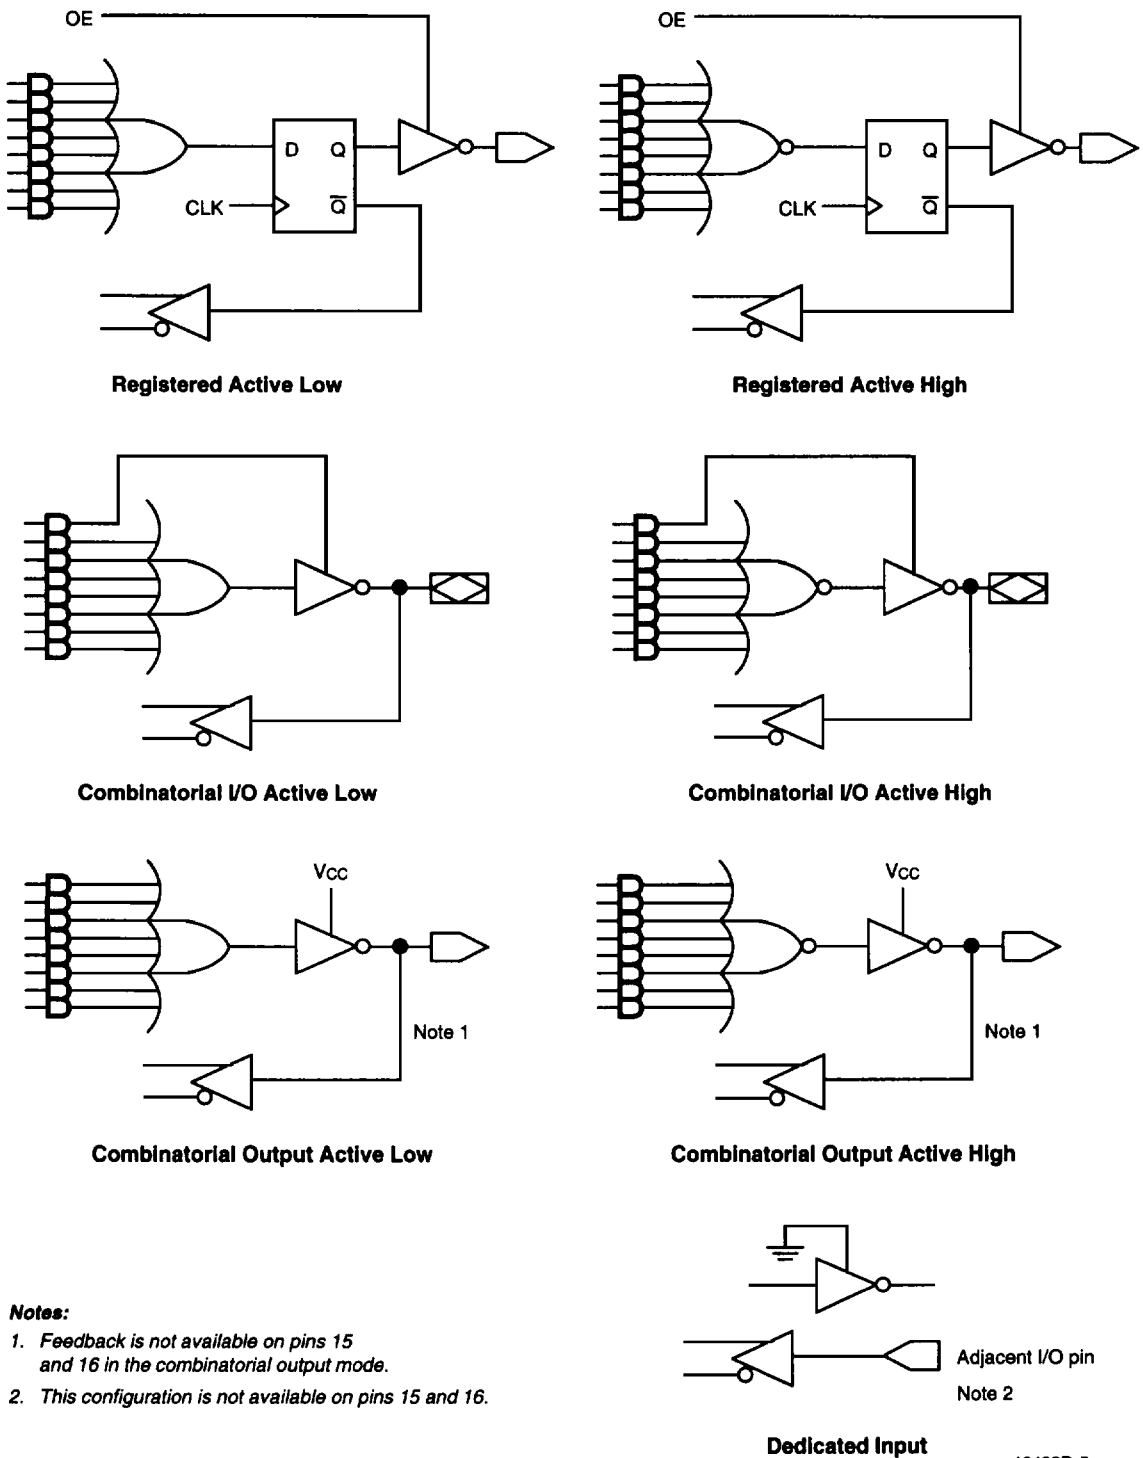 OE
OE
D Q
CLK
Q
D Q
CLK
Q
Registered Active Low
Registered Active High
Combinatorial I/O Active Low
Combinatorial I/O Active High
VCC
VCC
Note 1
Note 1
Combinatorial Output Active Low
Combinatorial Output Active High
Notes:
1. Feedback is not available on pins 15
and 16 in the combinatorial output mode.
2. This configuration is not available on pins 15 and 16.
Adjacent I/O pin
Note 2
Dedicated Input